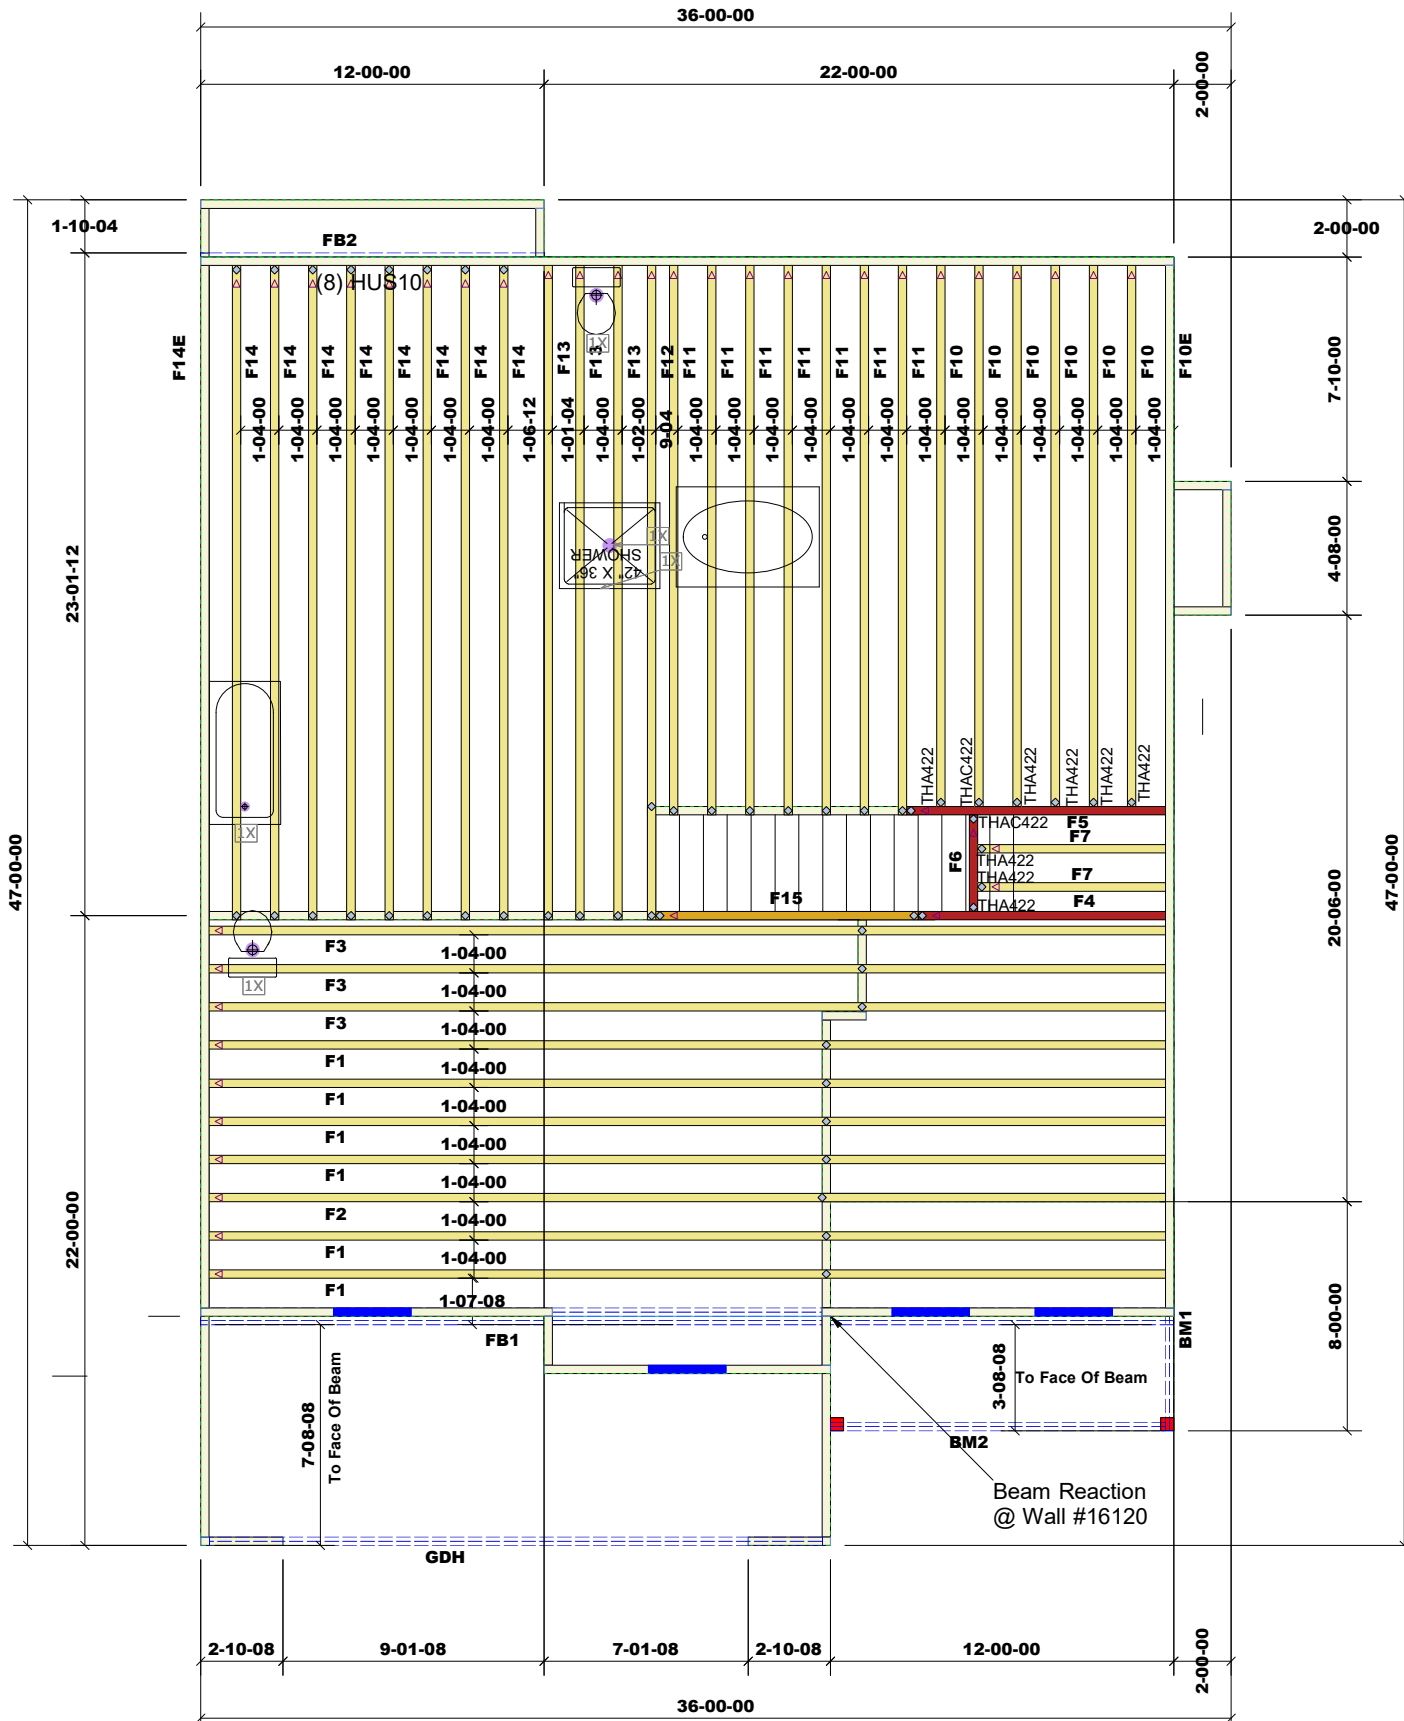 36-00-00
12-00-00
22-00-00
2-00-00
1-10-04
2-00-00
FB2
(8) HUS10
F14E
F14
F14
F14
F14
F14
F14
F14
F14
F13
F13
F13
F12
F11
F11
F11
F11
F11
F11
F10
F10
F10
F10
F10
F10
F10E
1X
7-10-00
1-04-00
1-04-00
1-04-00
1-04-00
1-04-00
1-04-00
1-04-00
1-06-12
1-01-04
1-04-00
1-02-00
9-04
1-04-00
1-04-00
1-04-00
1-04-00
1-04-00
1-04-00
1-04-00
1-04-00
1-04-00
1-04-00
1-04-00
1-04-00
1-04-00
23-01-12
4-08-00
1X
1X
42" X 36"
SHOWER
1X
THA422
THAC422
THA422
THA422
THA422
THA422
THAC422
F5
F7
F6
THA422
THA422
F7
THA422
F4
F15
47-00-00
47-00-00
20-06-00
F3
1-04-00
1X
F3
1-04-00
F3
1-04-00
F1
1-04-00
F1
1-04-00
F1
1-04-00
F1
1-04-00
F2
1-04-00
F1
1-04-00
F1
1-07-08
22-00-00
FB1
BM1
8-00-00
7-08-08
To Face Of Beam
3-08-08
To Face Of Beam
BM2
Beam Reaction
@ Wall #16120
GDH
2-10-08
9-01-08
7-01-08
2-10-08
12-00-00
2-00-00
36-00-00